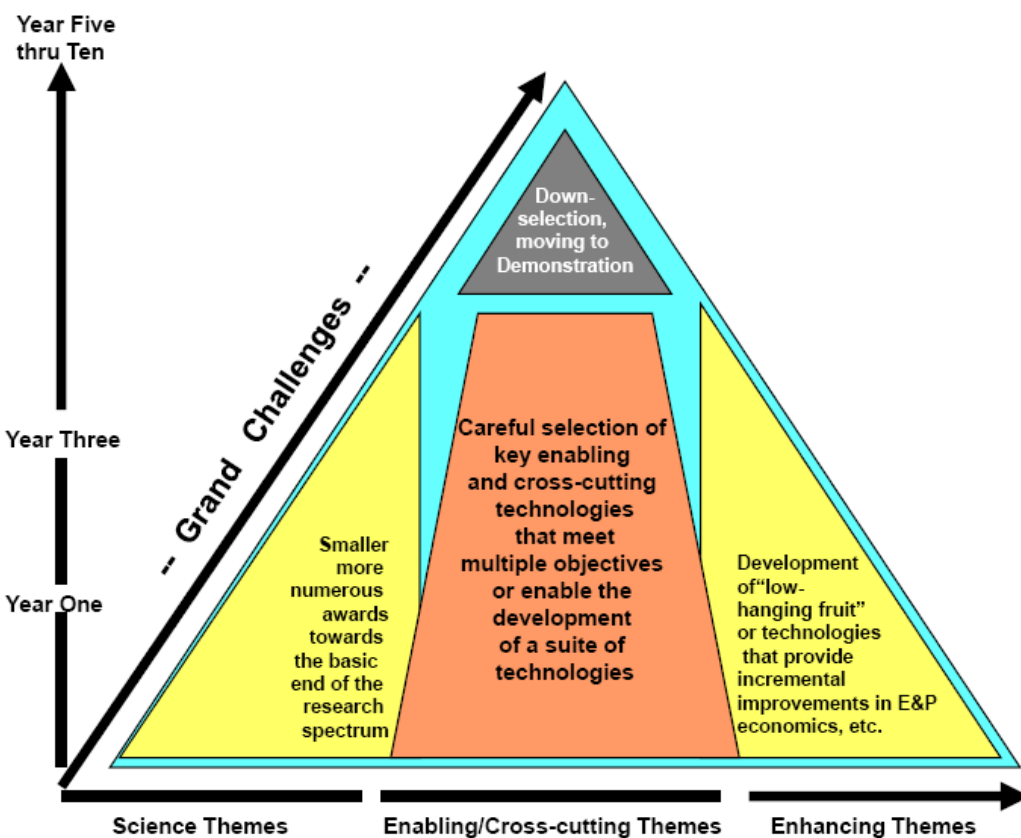 Year Five
thru Ten
Down-
selection,
moving to
Demonstration
-- Grand Challenges --
Year Three
Careful selection of
key enabling
and cross-cutting
technologies
that meet
multiple objectives
or enable the
development
of a suite of
technologies
Smaller
more
numerous
awards
towards
the basic
end of the
research
spectrum
Development
of“low-
hanging fruit”
or technologies
that provide
incremental
improvements in E&P
economics, etc.
Year One
Science Themes
Enabling/Cross-cutting Themes
Enhancing Themes